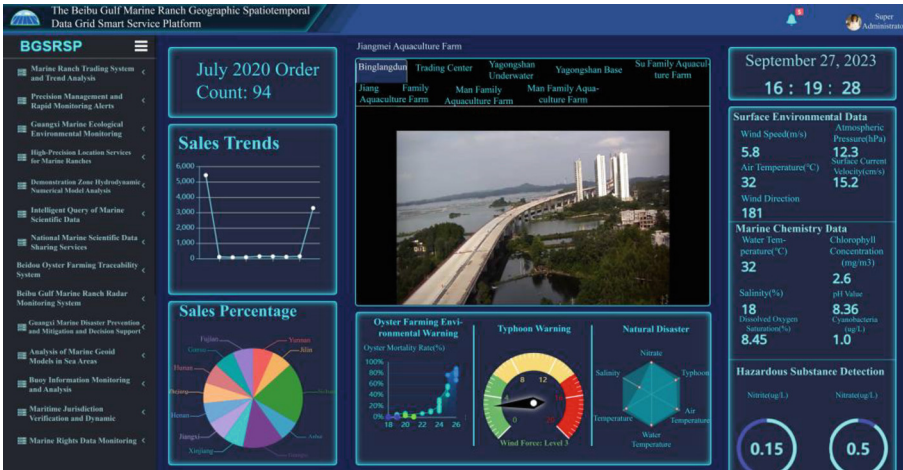 The Beibu Gulf Marine Ranch Geographic Spatiotemporal
Data Grid Smart Service
Platform
5
Super
Administrator
BGSRSP
Marine Ranch Trading System
and Trend Analysis
Precision Management and
Rapid Monitoring Alerts
Guangxi Marine Ecological
Environmental Monitoring
High-Precision Location Services
for Marine Ranches
Demonstration Zone Hydrodynamic
Numerical Model Analysis
Intelligent Query of Marine
Scientific Data
National Marine Scientific Data
Sharing Services
Beidou Oyster Farming Traceability
System
Beibu Gulf Marine Ranch Radar
Monitoring System
Guangxi Marine Disaster Prevention
and Mitigation and Decision Support
Analysis of Marine Geoid
Models in Sea Areas
Buoy Information Monitoring
and Analysis
Maritime Jurisdiction
Verification and Dynamic
Marine Rights Data Monitoring
July 2020 Order
Count: 94
Sales Trends
6,000
5,000
4,000
3,000
2,000
1,000
0
Sales Percentage
Fujian
Yunnan
Jilin
Hunan
Henan
Jiangxi
Xinjiang
Jiangmei Aquaculture Farm
Binglangdun
Trading Center
Yagongshan
Underwater
Yagongshan Base
Su Family Aquacul-
ture Farm
Jiang Family
Aquaculture Farm
Man Family
Aquaculture Farm
Man Family Aqua-
culture Farm
Oyster Farming Envi-
ronmental Warning
Oyster Mortality Rate(%)
100%
80%
60%
40%
20%
0%
18 20 22 24 26
Typhoon Warning
0
4
8
12
Wind Force: Level 3
Natural Disaster
Nitrate
Typhoon
Air
Temperature
Water
Temperature
Temperature
Salinity
September 27, 2023
16 : 19 : 28
Surface Environmental Data
Wind Speed(m/s)
5.8
Atmospheric
Pressure(hPa)
12.3
Air Temperature(°C)
32
Surface Current
Velocity(cm/s)
15.2
Wind Direction
181
Marine Chemistry
Data
Water Tem-
perature(°C)
32
Chlorophyll
Concentration
(mg/m3)
2.6
Salinity(%)
18
pH Value
8.36
Dissolved Oxygen
Saturation(%)
8.45
Cyanobacteria
(ug/L)
1.0
Hazardous Substance Detection
Nitrite(ug/L)
0.15
Nitrate(ug/L)
0.5